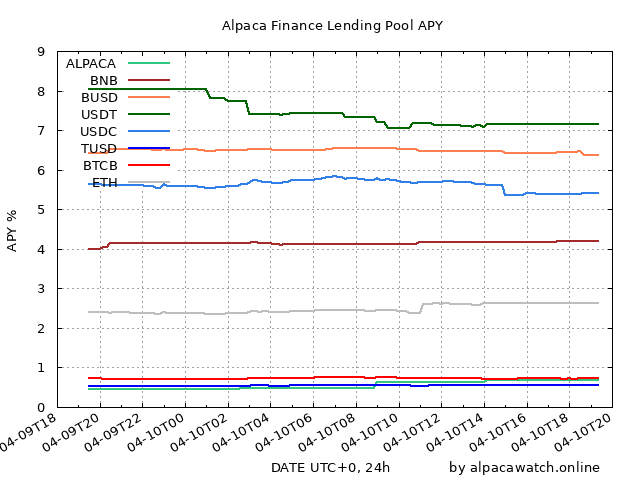 Alpaca Finance Lending Pool APY
9
8
7
6
5
4
3
2
1
0
APY %
ALPACA
BNB
BUSD
USDT
USDC
TUSD
BTCB
ETH
04-09T18
04-09T20
04-09T22
04-10T00
04-10T02
04-10T04
04-10T06
04-10T08
04-10T10
04-10T12
04-10T14
04-10T16
04-10T18
04-10T20
DATE UTC+0, 24h
by alpacawatch.online